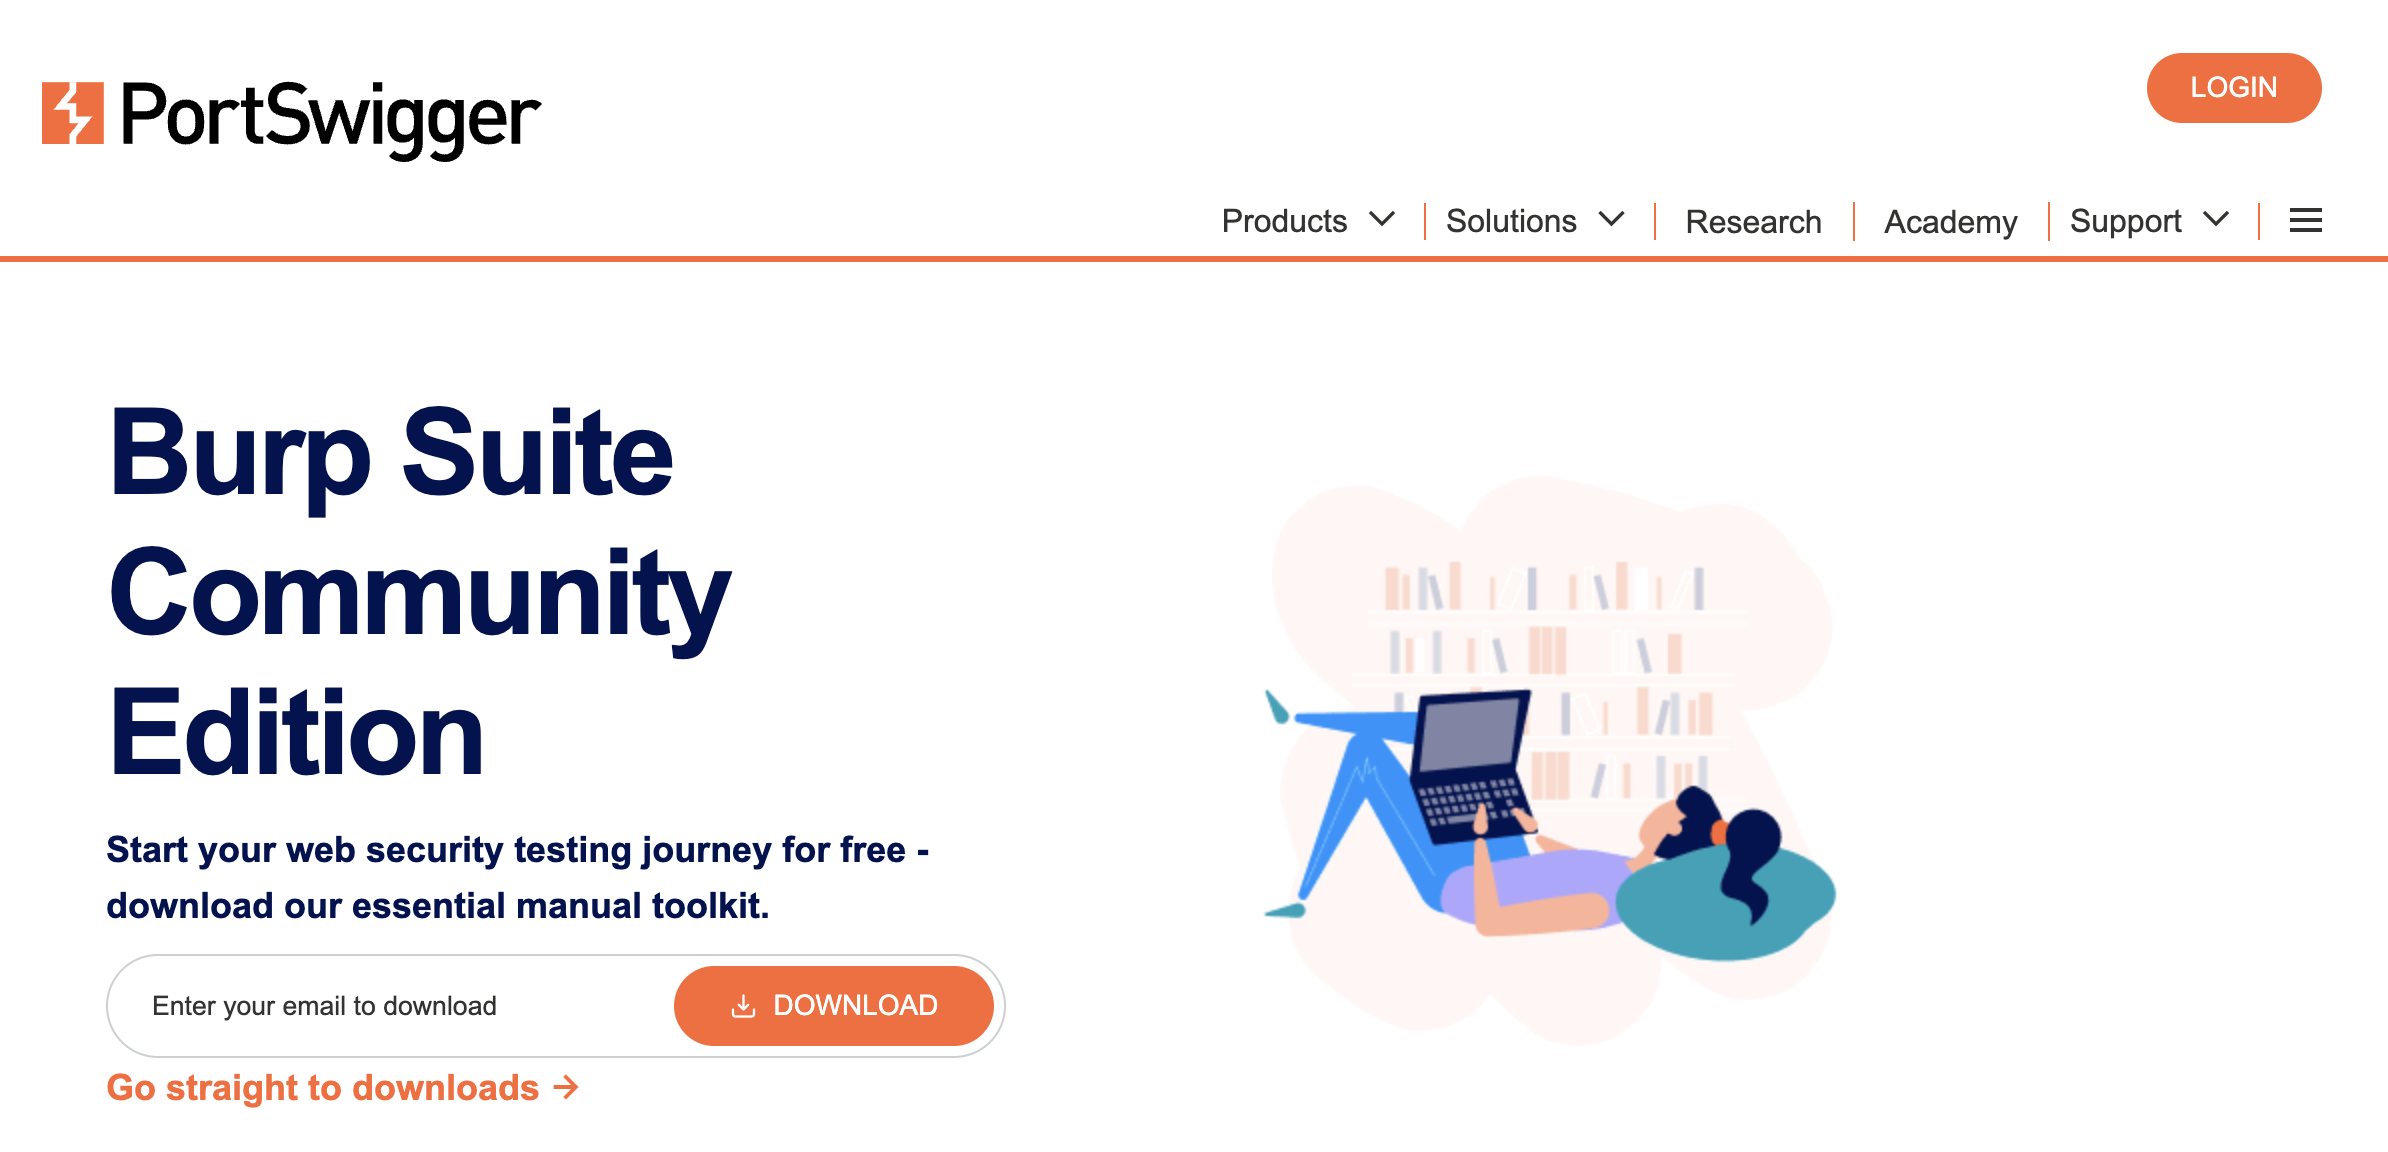 PortSwigger
LOGIN
Products
Solutions
Research
Academy
Support
Burp Suite
Community
Edition
Start your web security testing journey for free -
download our essential manual toolkit.
Enter your email to download
DOWNLOAD
Go straight to downloads →